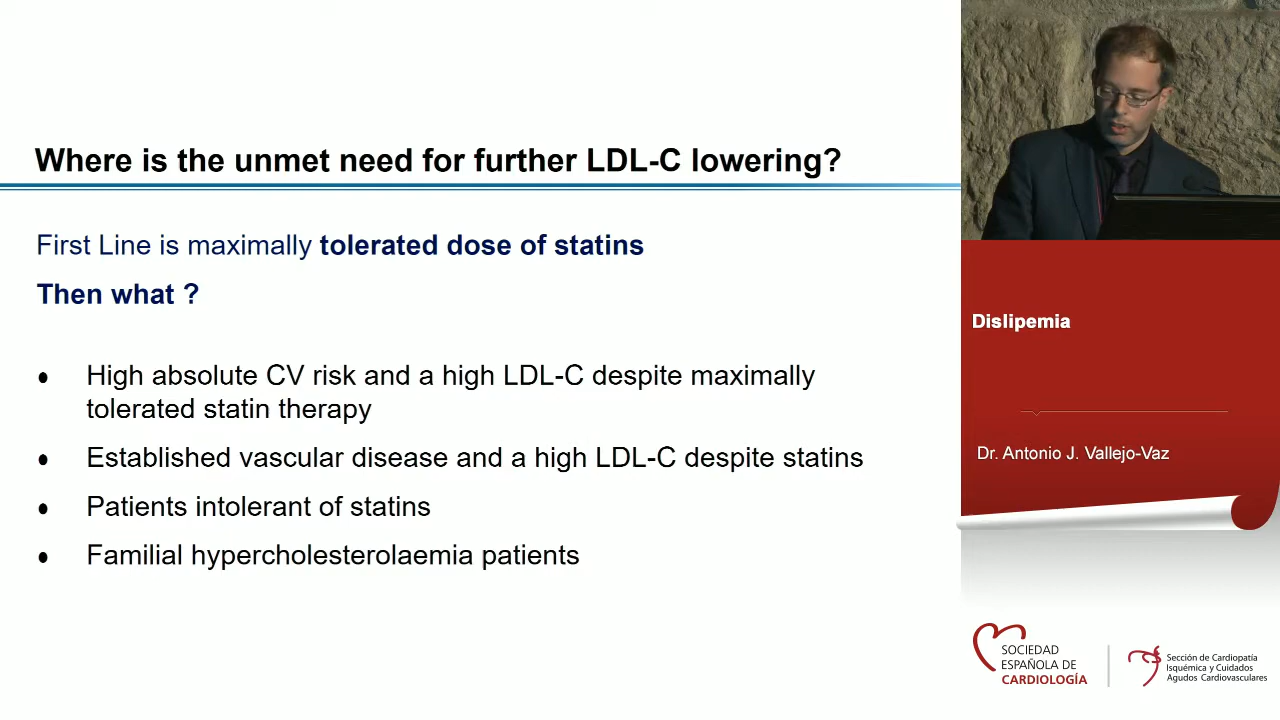 Where is the unmet need for further LDL-C lowering?
First Line is maximally tolerated dose of statins
Then what ?
● High absolute CV risk and a high LDL-C despite maximally
tolerated statin therapy
● Established vascular disease and a high LDL-C despite statins
● Patients intolerant of statins
● Familial hypercholesterolaemia patients
Dislipemia
Dr. Antonio J. Vallejo-Vaz
SOCIEDAD
ESPAÑOLA DE
CARDIOLOGÍA
Sección de Cardiopatía
Isquémica y Cuidados
Agudos Cardiovasculares